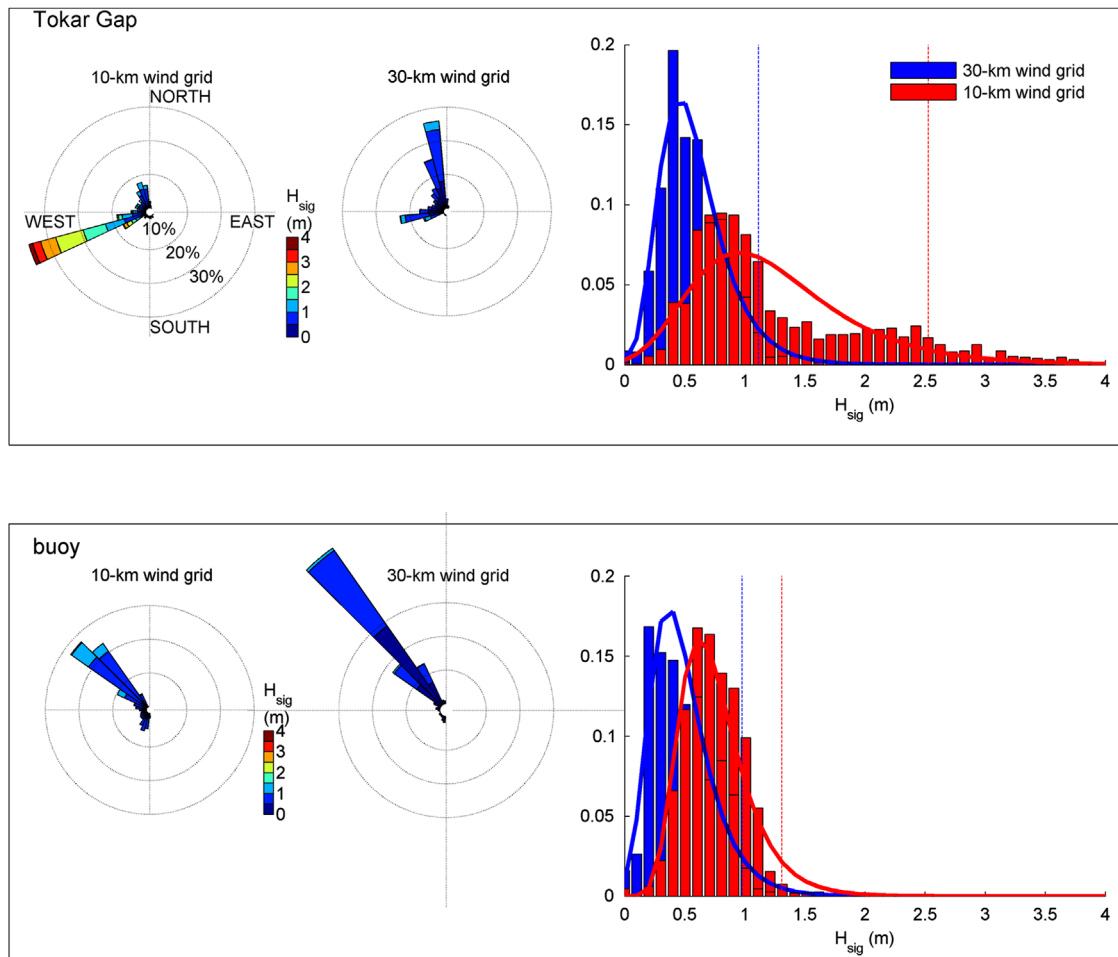 Tokar Gap
10-km wind grid
NORTH
WEST
EAST
SOUTH
10%
20%
30%
H_sig
(m)
4
3
2
1
0
30-km wind grid
0.2
0.15
0.1
0.05
0
0 0.5 1 1.5 2 2.5 3 3.5 4
H_sig (m)
30-km wind grid
10-km wind grid
buoy
10-km wind grid
H_sig
(m)
4
3
2
1
0
30-km wind grid
0.2
0.15
0.1
0.05
0
0 0.5 1 1.5 2 2.5 3 3.5 4
H_sig (m)